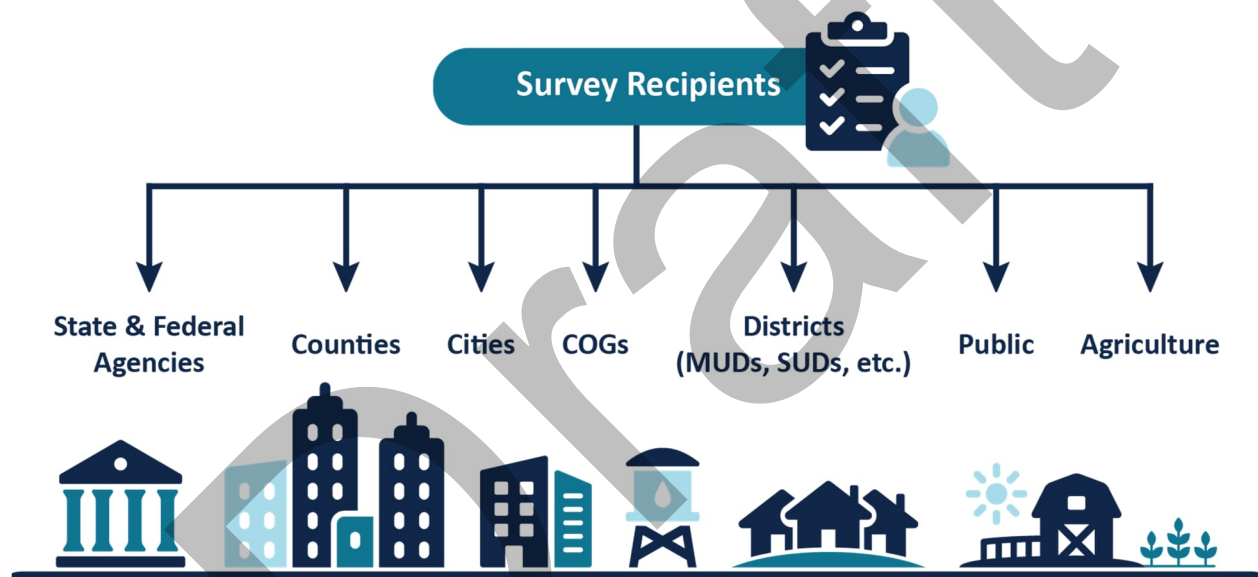 Survey Recipients
State & Federal
Agencies
Counties
Cities
COGs
Districts
(MUDs, SUDs, etc.)
Public
Agriculture
Draft